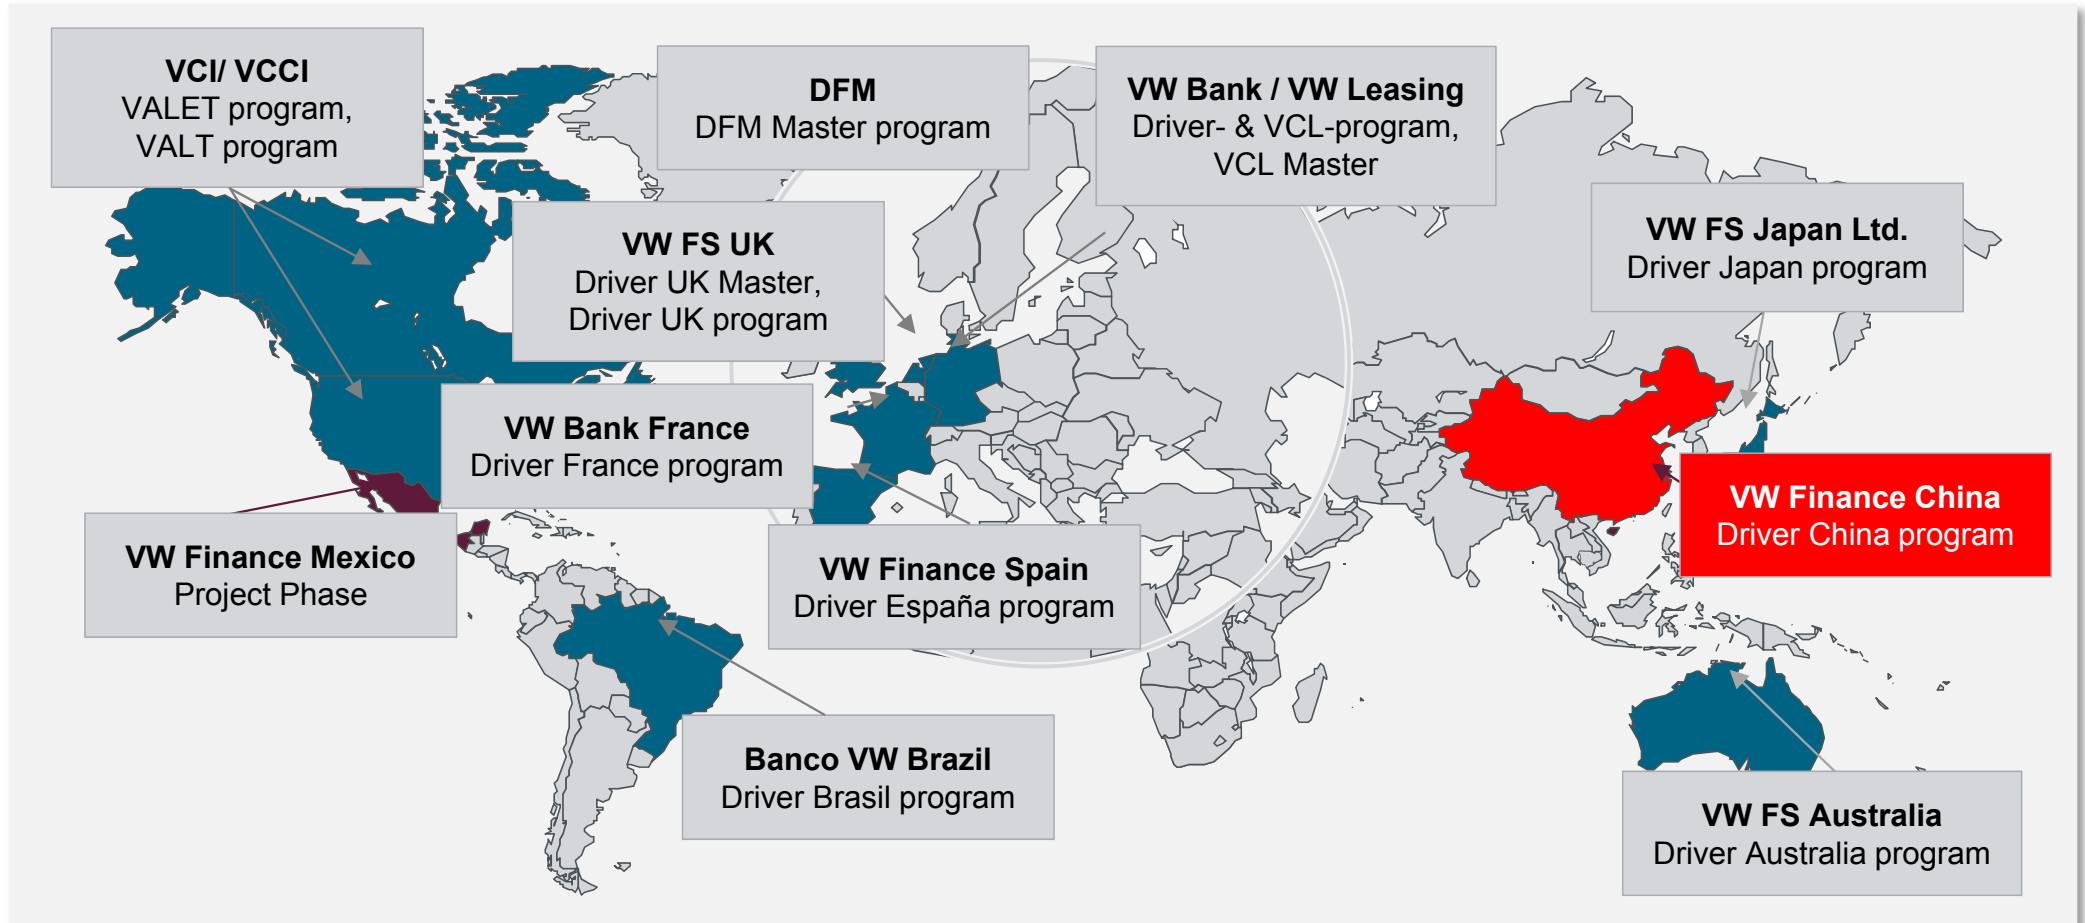 VCI/ VCCI
VALET program,
VALT program
DFM
DFM Master program
VW Bank / VW Leasing
Driver- & VCL-program,
VCL Master
VW FS UK
Driver UK Master,
Driver UK program
VW FS Japan Ltd.
Driver Japan program
VW Bank France
Driver France program
VW Finance China
Driver China program
VW Finance Mexico
Project Phase
VW Finance Spain
Driver España program
Banco VW Brazil
Driver Brasil program
VW FS Australia
Driver Australia program